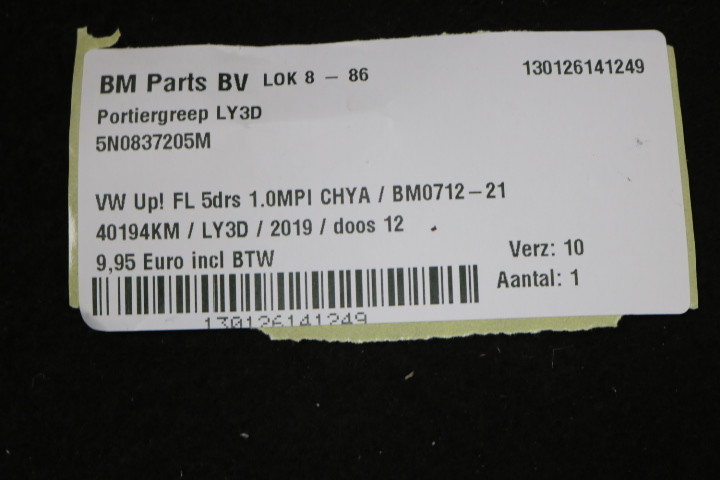 BM Parts BV LOK 8 - 86 130126141249
Portiergreep LY3D
5N0837205M
VW Up! FL 5drs 1.0MPI CHYA / BM0712-21
40194KM / LY3D / 2019 / doos 12
9,95 Euro incl BTW
Verz: 10
Aantal: 1
130126141249